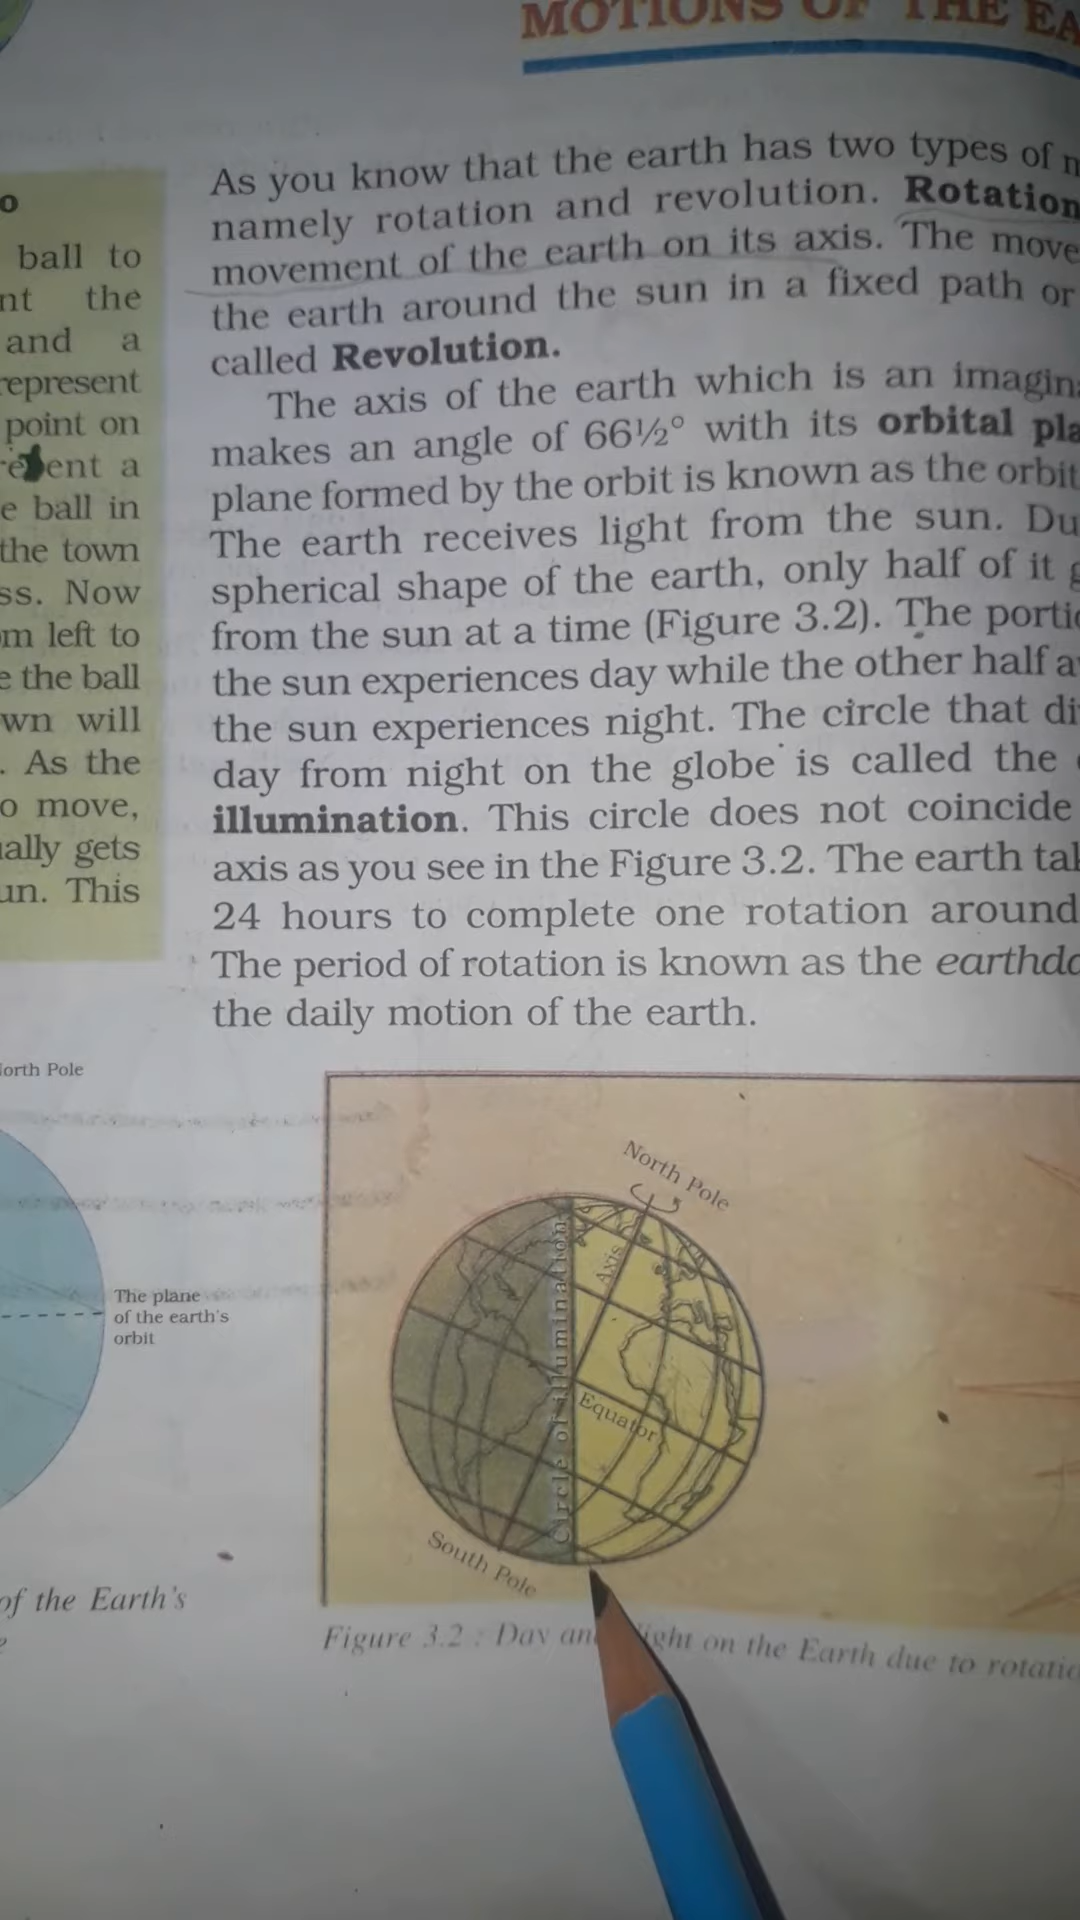 MOTIONS OF THE
o
ball to
nt the
and a
represent
point on
ent a
e ball in
the town
ss. Now
om left to
e the ball
wn will
. As the
o move,
ually gets
un. This
As you know that the earth has two types of
namely rotation and revolution. Rotation
movement of the earth on its axis. The move
the earth around the sun in a fixed path or
called Revolution.
The axis of the earth which is an imagin
makes an angle of 66½° with its orbital pla
plane formed by the orbit is known as the orbit
The earth receives light from the sun. Du
spherical shape of the earth, only half of it g
from the sun at a time (Figure 3.2). The portio
the sun experiences day while the other half a
the sun experiences night. The circle that di
day from night on the globe is called the
illumination. This circle does not coincide
axis as you see in the Figure 3.2. The earth tak
24 hours to complete one rotation around
The period of rotation is known as the earthda
the daily motion of the earth.
orth Pole
The plane
of the earth's
orbit
of the Earth's
North Pole
Axis
Circle of illumination
Equator
South Pole
Figure 3.2 : Day an ight on the Earth due to rotatio